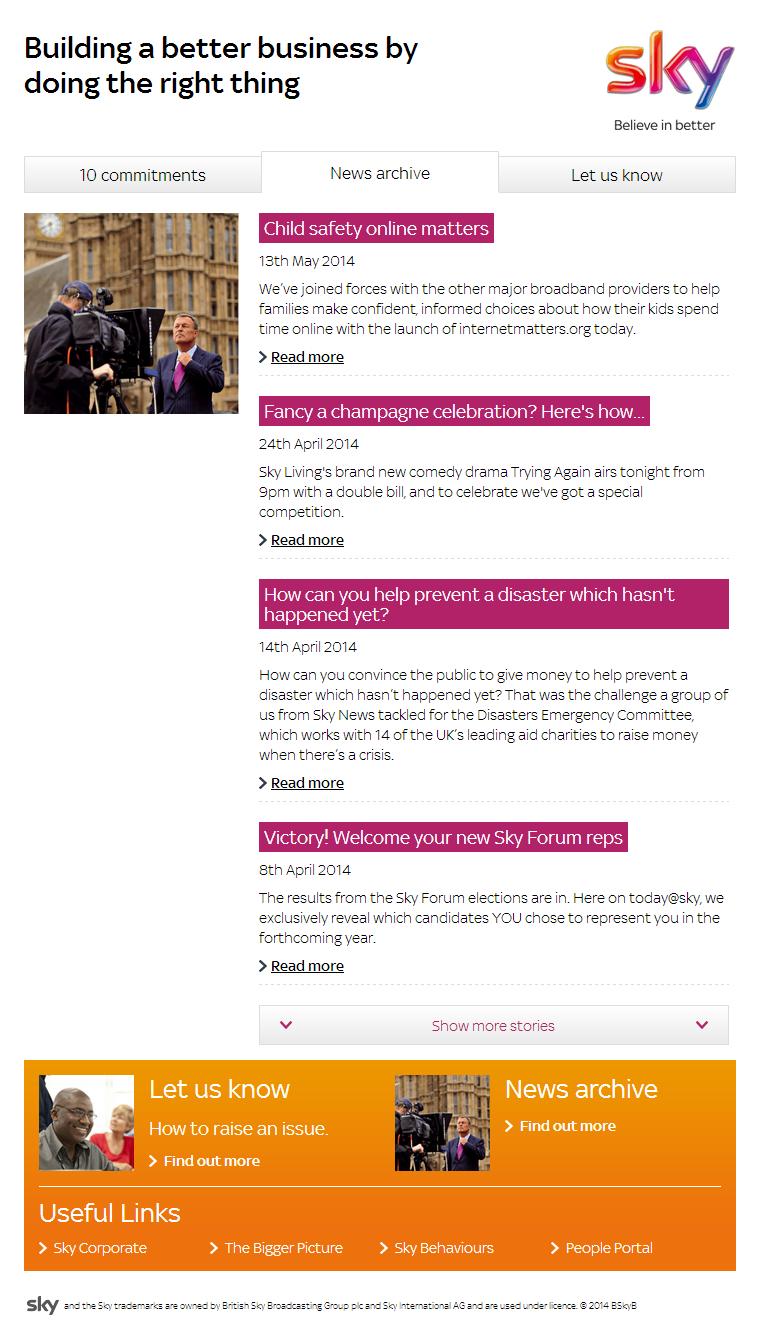 Building a better business by
doing the right thing
sky
Believe in better
10 commitments
News archive
Let us know
Child safety online matters
13th May 2014
We've joined forces with the other major broadband providers to help
families make confident, informed choices about how their kids spend
time online with the launch of internetmatters.org today.
Read more
Fancy a champagne celebration? Here's how...
24th April 2014
Sky Living's brand new comedy drama Trying Again airs tonight from
9pm with a double bill, and to celebrate we've got a special
competition.
Read more
How can you help prevent a disaster which hasn't
happened yet?
14th April 2014
How can you convince the public to give money to help prevent a
disaster which hasn't happened yet? That was the challenge a group of
us from Sky News tackled for the Disasters Emergency Committee,
which works with 14 of the UK's leading aid charities to raise money
when there's a crisis.
Read more
Victory! Welcome your new Sky Forum reps
8th April 2014
The results from the Sky Forum elections are in. Here on today@sky, we
exclusively reveal which candidates YOU chose to represent you in the
forthcoming year.
Read more
Show more stories
Let us know
How to raise an issue.
Find out more
News archive
Find out more
Useful Links
Sky Corporate
The Bigger Picture
Sky Behaviours
People Portal
sky and the Sky trademarks are owned by British Sky Broadcasting Group plc and Sky International AG and are used under licence. © 2014 BSkyB